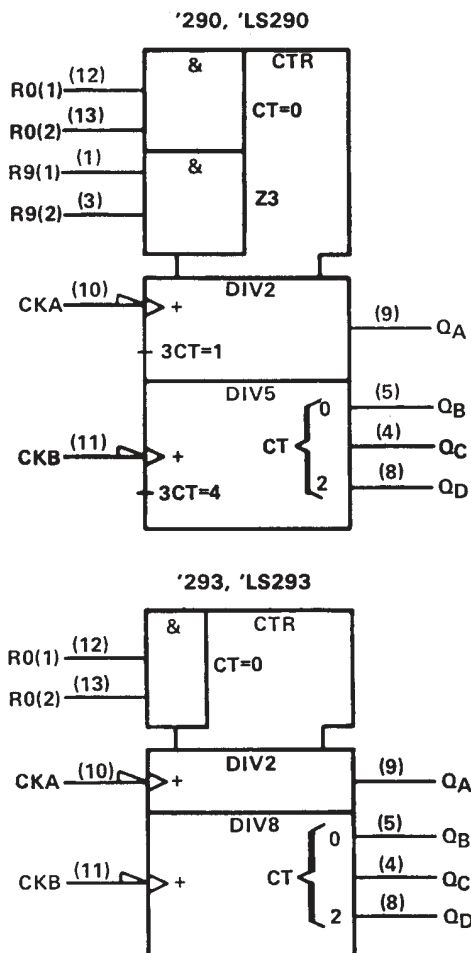 '290, 'LS290
& CTR
R0(1) (12)
CT=0
R0(2) (13)
R9(1) (1) &
R9(2) (3) Z3
DIV2
CKA (10) +
(9) QA
3CT=1
DIV5
0 (5) QB
CKB (11) + CT (4) QC
3CT=4 2 (8) QD
'293, 'LS293
& CTR
R0(1) (12) CT=0
R0(2) (13)
DIV2
CKA (10) + (9) QA
DIV8
0 (5) QB
CKB (11) + CT (4) QC
2 (8) QD